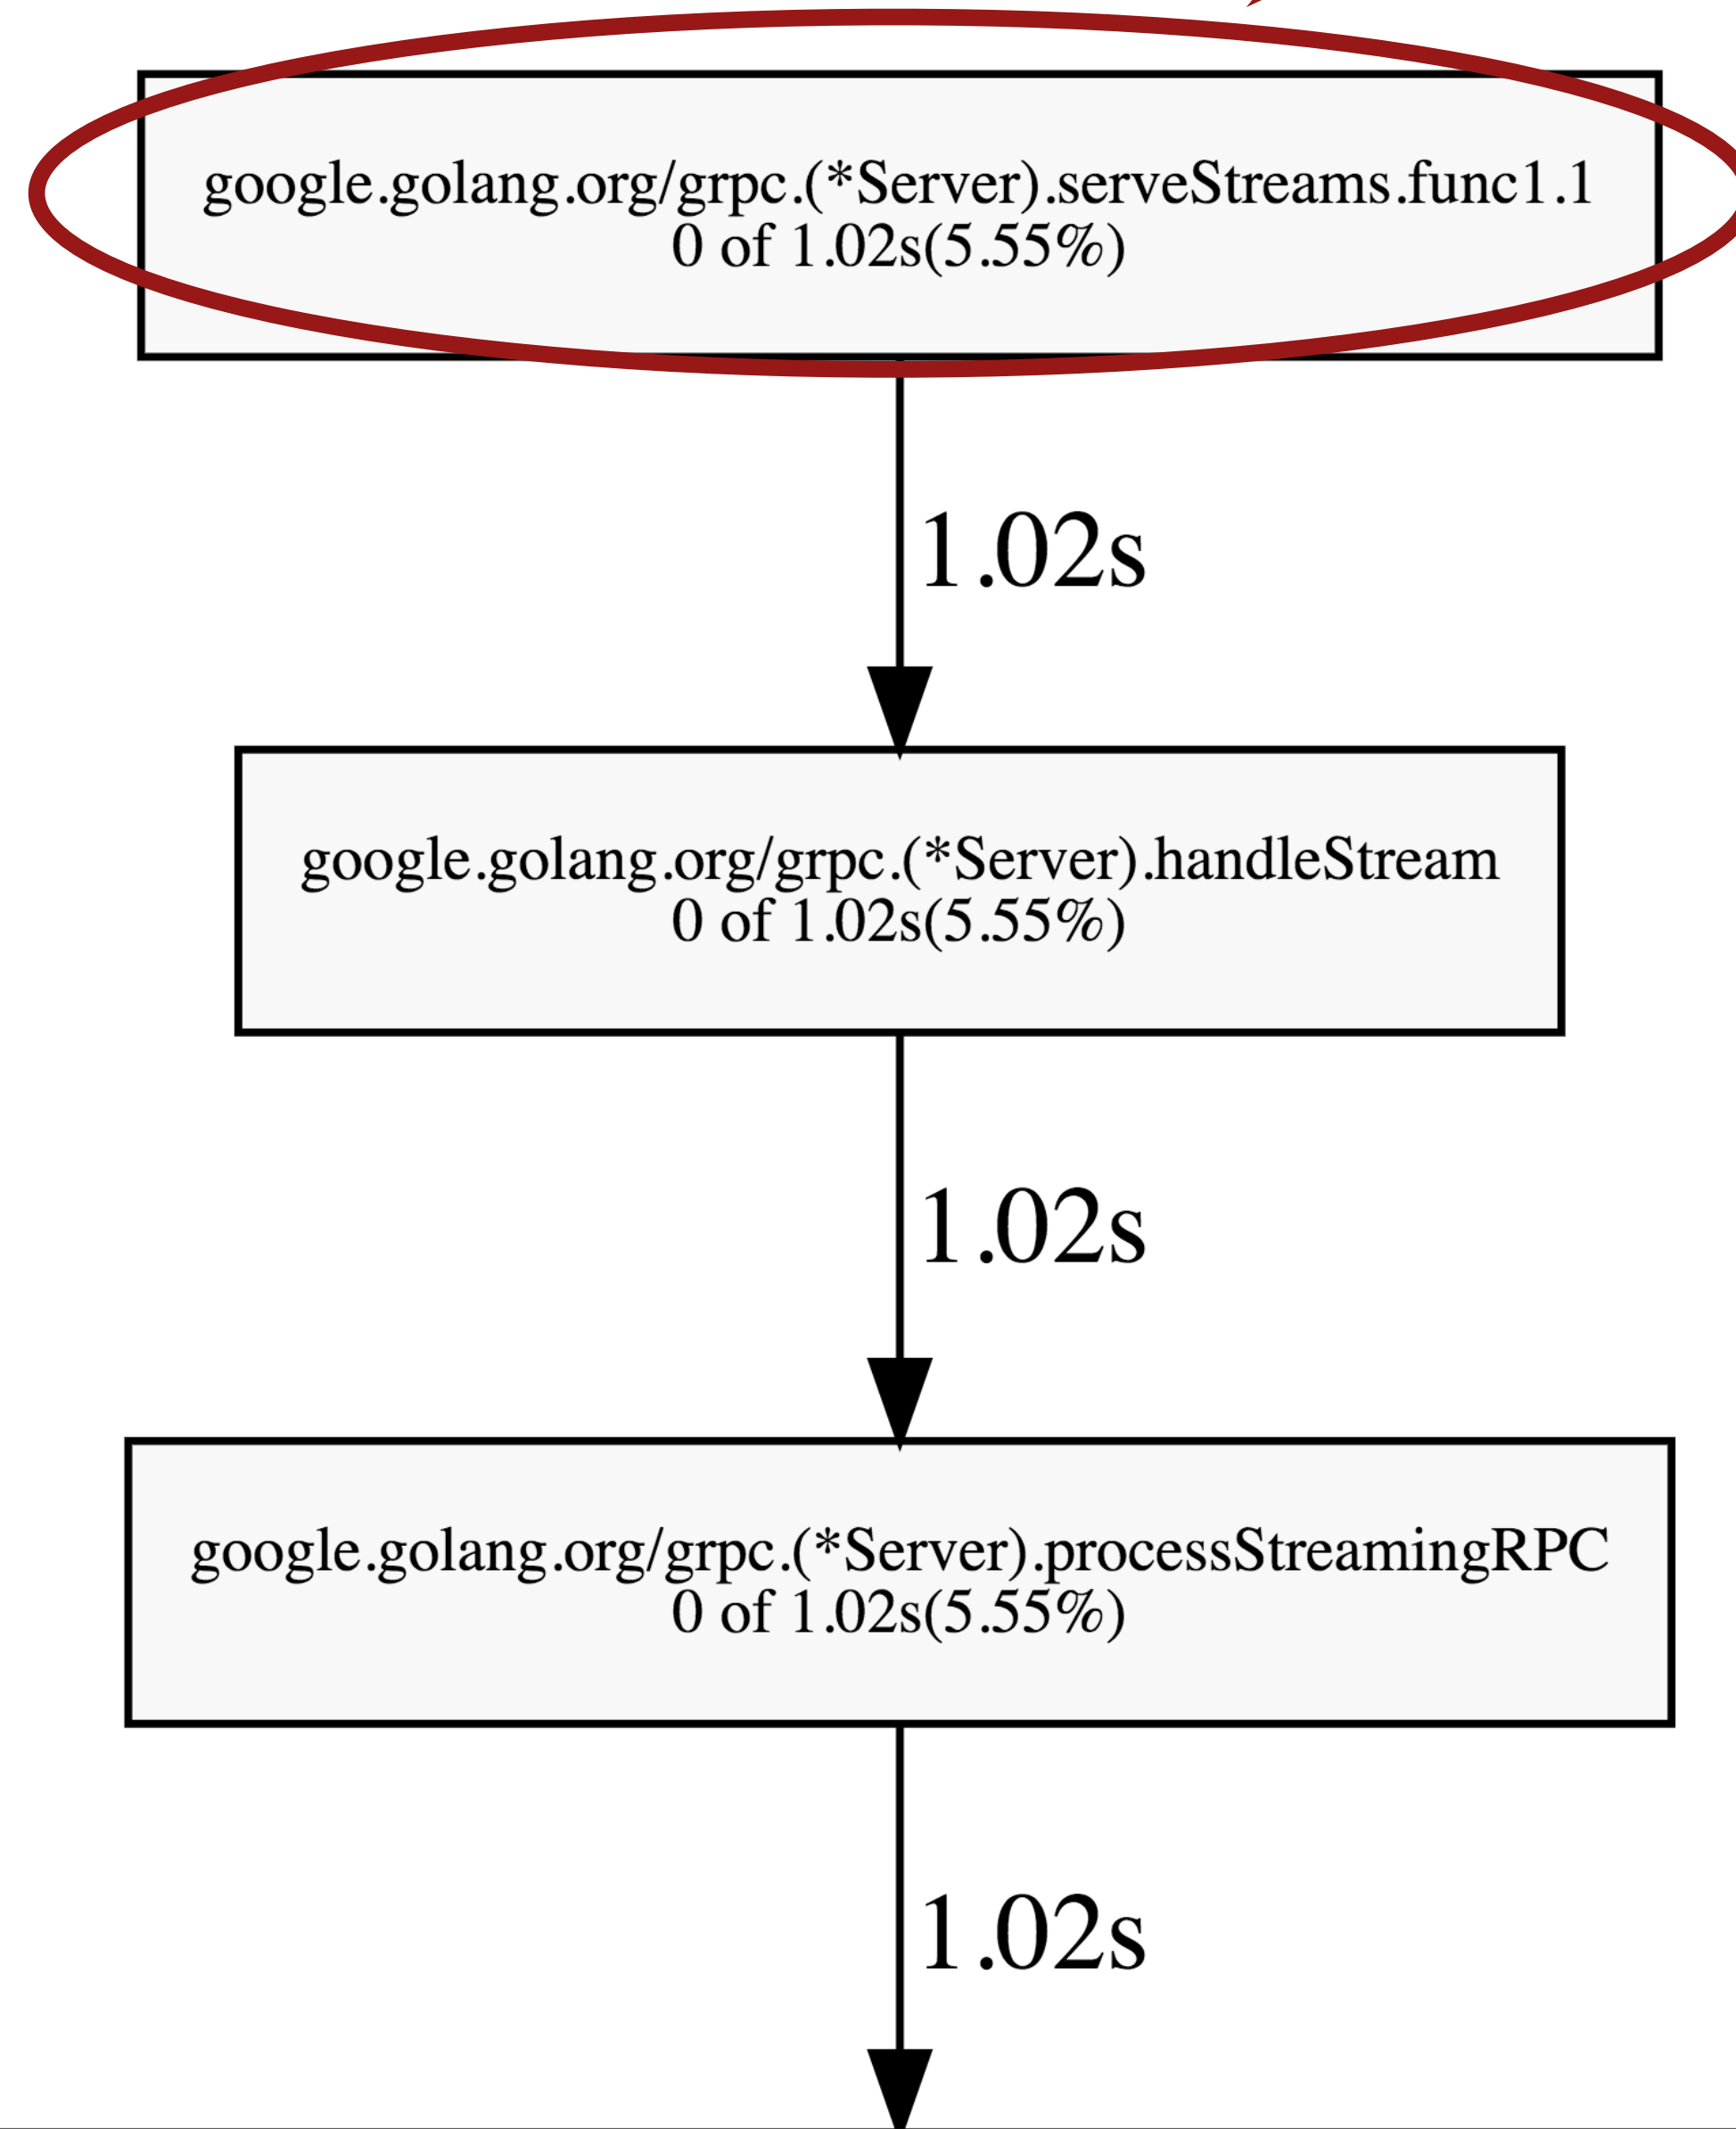 google.golang.org/grpc.(*Server).serveStreams.func1.1
0 of 1.02s(5.55%)
1.02s
google.golang.org/grpc.(*Server).handleStream
0 of 1.02s(5.55%)
1.02s
google.golang.org/grpc.(*Server).processStreamingRPC
0 of 1.02s(5.55%)
1.02s